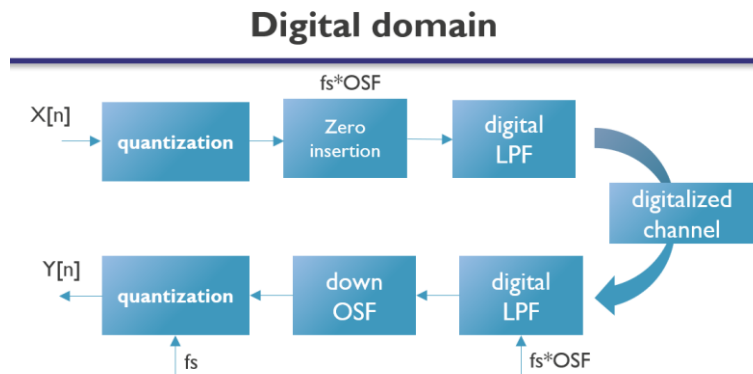 Digital domain
fs*OSF
X[n]
quantization
Zero
insertion
digital
LPF
digitalized
channel
Y[n]
quantization
down
OSF
digital
LPF
fs
fs*OSF